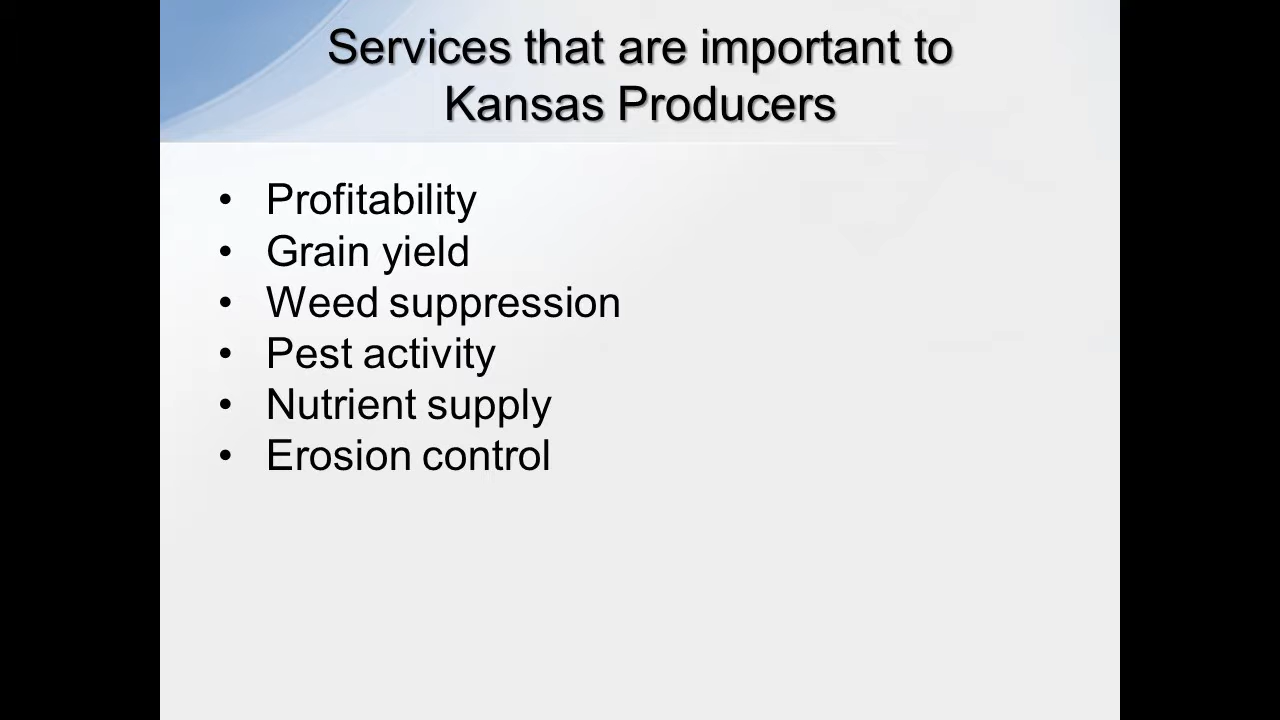 Services that are important to
Kansas Producers
• Profitability
• Grain yield
• Weed suppression
• Pest activity
• Nutrient supply
• Erosion control